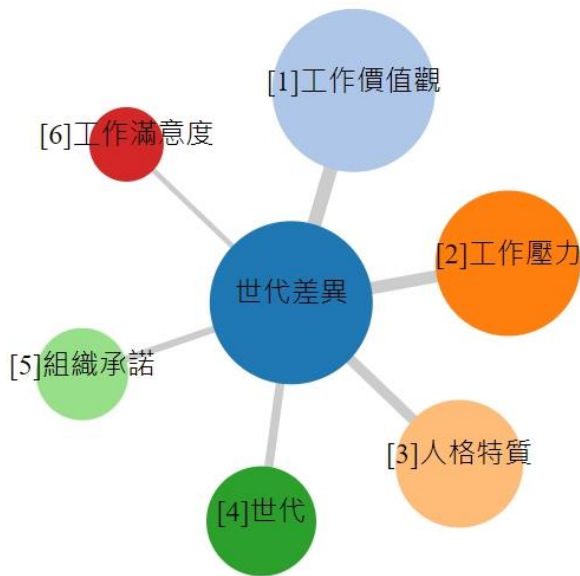 [1]工作價值觀
[6]工作滿意度
[2]工作壓力
世代差異
[5]組織承諾
[3]人格特質
[4]世代